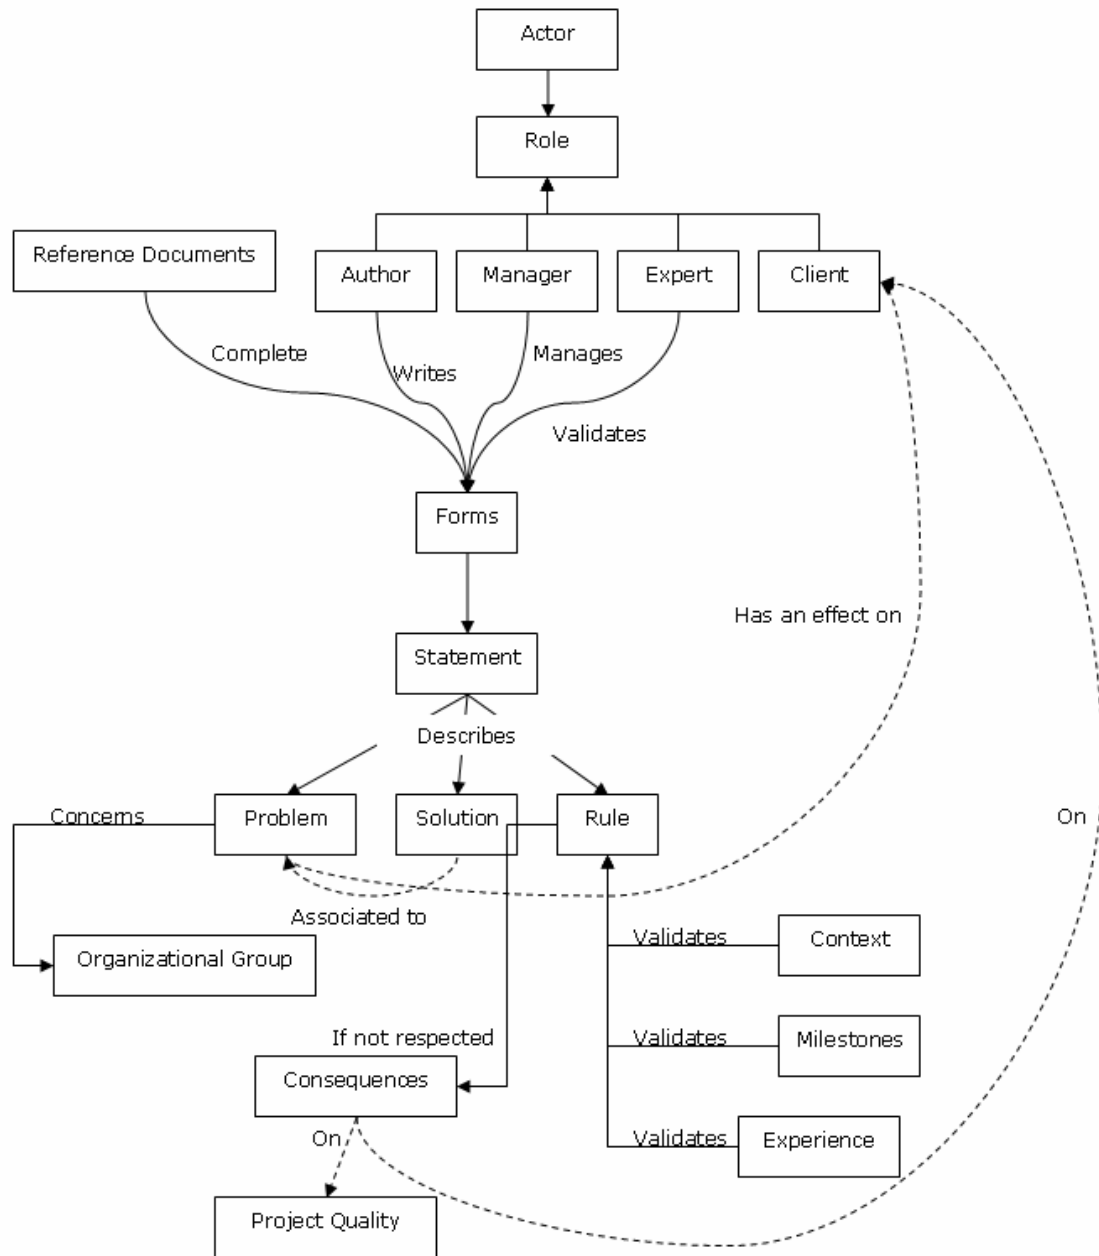 Actor
Role
Reference Documents
Author
Manager
Expert
Client
Complete
Writes
Manages
Validates
Forms
Has an effect on
Statement
Describes
Concerns
Problem
Solution
Rule
On
Associated to
Organizational Group
Validates
Context
If not respected
Validates
Milestones
Consequences
On
Validates
Experience
Project Quality